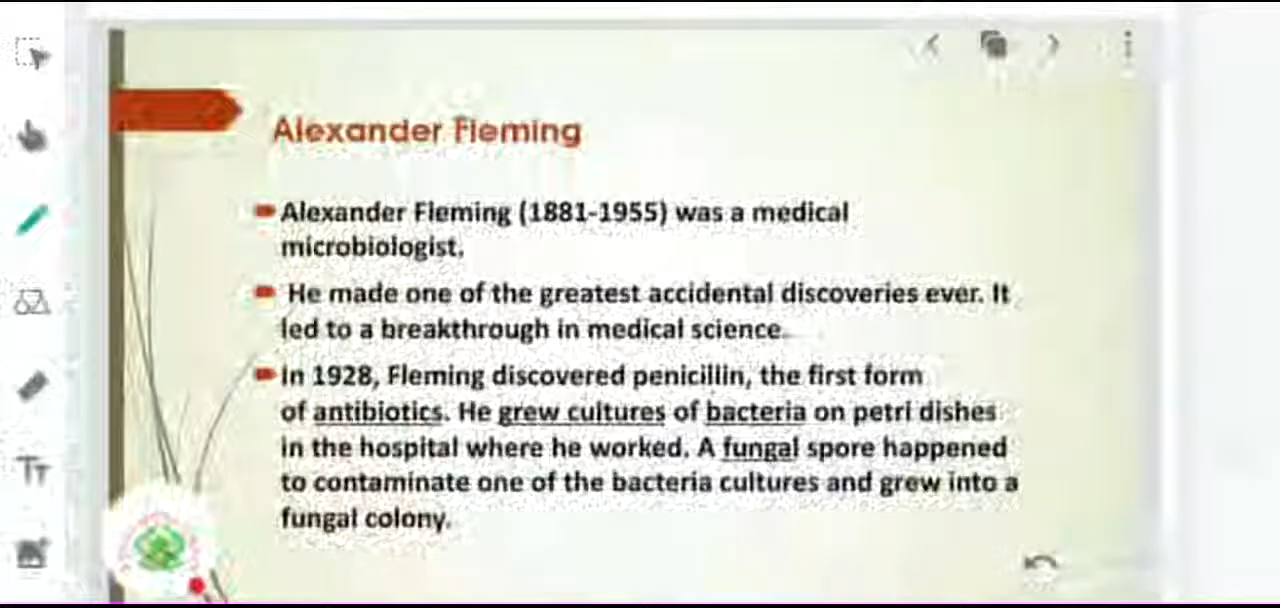 Alexander Fleming
Alexander Fleming (1881-1955) was a medical
microbiologist.
He made one of the greatest accidental discoveries ever. It
led to a breakthrough in medical science.
In 1928, Fleming discovered penicillin, the first form
of antibiotics. He grew cultures of bacteria on petri dishes
in the hospital where he worked. A fungal spore happened
to contaminate one of the bacteria cultures and grew into a
fungal colony.